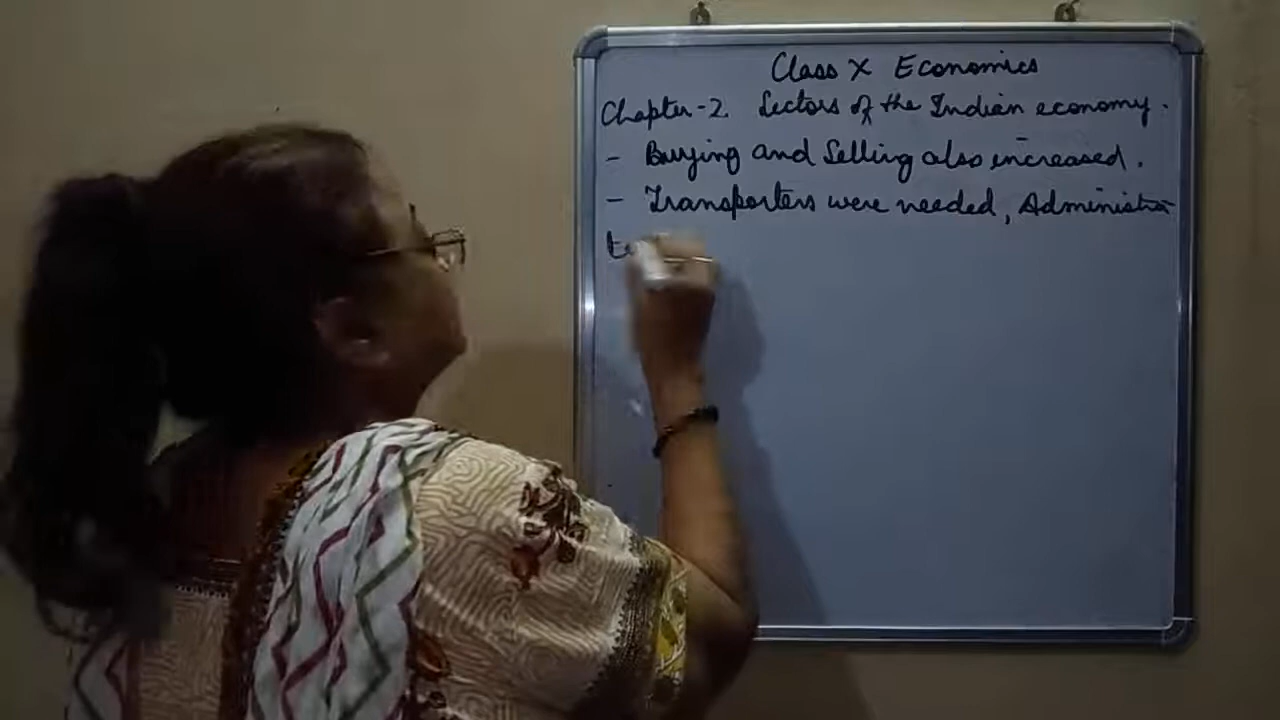 Class X Economics
Chapter-2. Sectors of the Indian economy.
- Buying and Selling also increased.
- Transporters were needed, Administra